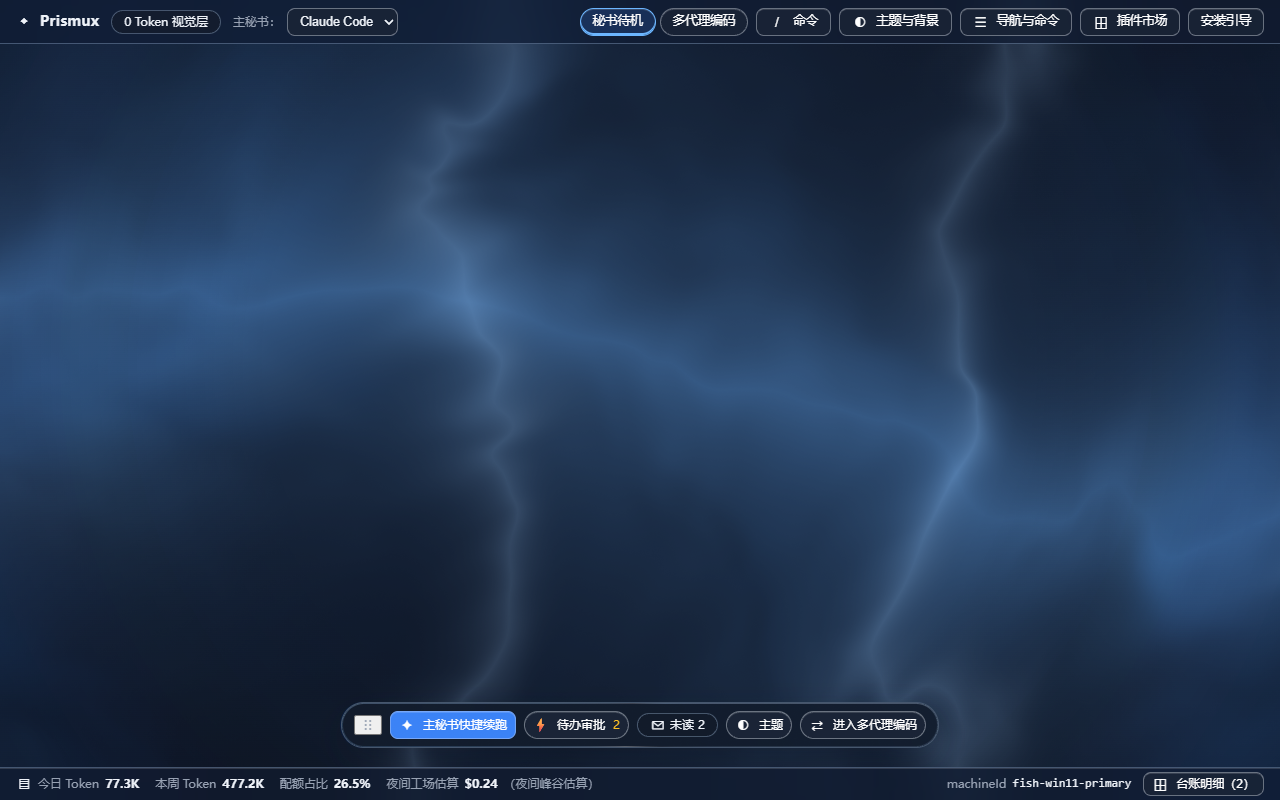 ✦ Prismux 0 Token 视觉层 主秘书： Claude Code 秘书待机 多代理编码 / 命令 主题与背景 导航与命令 插件市场 安装引导
主秘书快捷续跑 待办审批 2 未读 2 主题 进入多代理编码
今日 Token 77.3K 本周 Token 477.2K 配额占比 26.5% 夜间工场估算 $0.24 (夜间峰谷估算) machineId fish-win11-primary 台账明细（2）